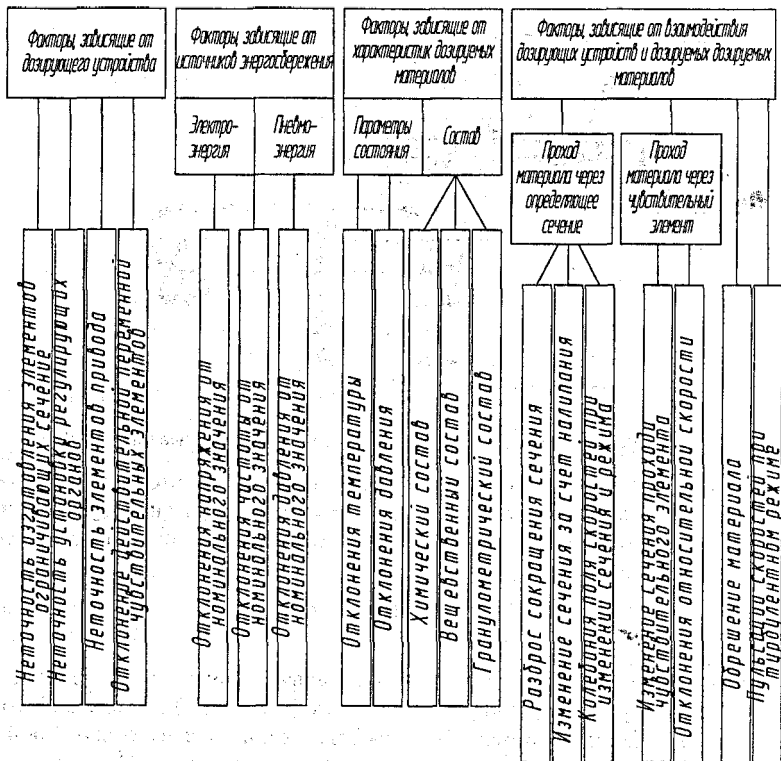 Факторы, зависящие от
дозирующего устройства
Факторы, зависящие от
источников энергосбережения
Факторы, зависящие от
характеристик дозируемых
материалов
Факторы, зависящие от взаимодействия
дозирующих устройств и дозируемых дозируемых
материалов
Электро-
энергия
Пневмо-
энергия
Параметры
состояния
Состав
Проход
материала через
определяющее
сечение
Проход
материала через
чувствительный
элемент
Неточность изготовления элементов
ограничивающих сечение
Неточность установки регулирующих
органов
Неточность элементов привода
Отклонение действительной переменной
чувствительных элементов
Отклонения напряжения от
номинального значения
Отклонения частоты от
номинального значения
Отклонения давления от
номинального значения
Отклонения температуры
Отклонения давления
Химический состав
Вещевственный состав
Гранулометрический состав
Разброс сокращения сечения
Изменение сечения за счет налипания
Колебания поля скоростей при
изменении сечения и режима
Изменение сечения прохода
чувствительного элемента
Отклонения относительной скарасти
Обрешение материала
Пульсация скоростей при
режиме